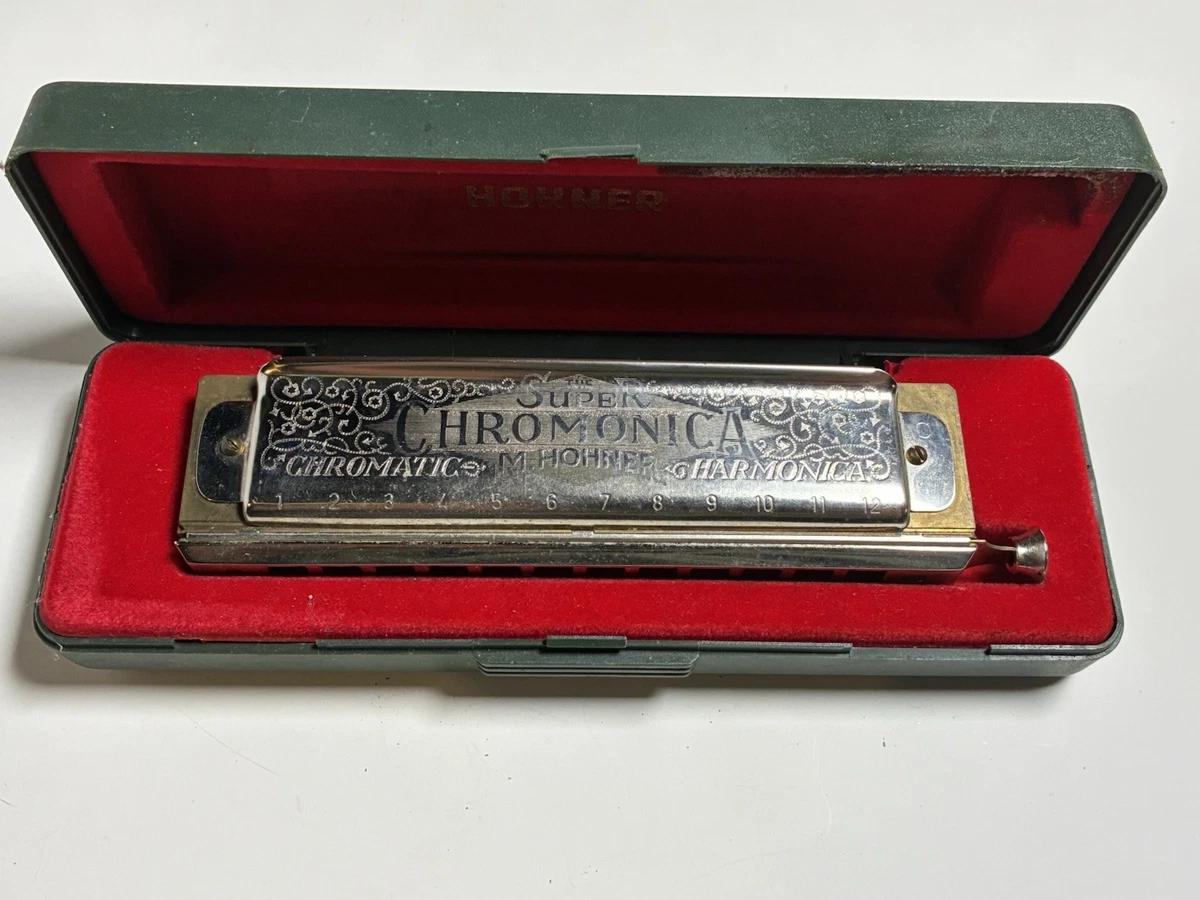 HOHNER
THE
SUPER
CHROMONICA
CHROMATIC M. HOHNER HARMONICA
1 2 3 4 5 6 7 8 9 10 11 12